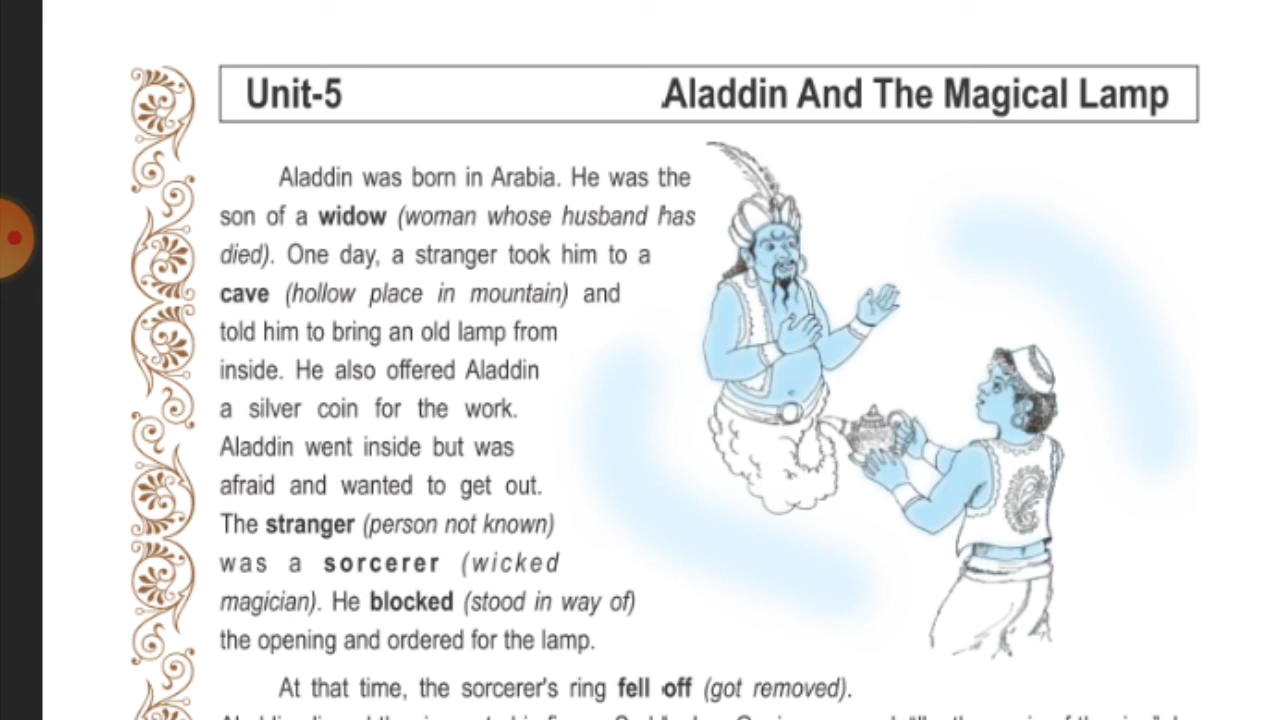 Unit-5 Aladdin And The Magical Lamp
Aladdin was born in Arabia. He was the
son of a widow (woman whose husband has
died). One day, a stranger took him to a
cave (hollow place in mountain) and
told him to bring an old lamp from
inside. He also offered Aladdin
a silver coin for the work.
Aladdin went inside but was
afraid and wanted to get out.
The stranger (person not known)
was a sorcerer (wicked
magician). He blocked (stood in way of)
the opening and ordered for the lamp.
At that time, the sorcerer's ring fell off (got removed).